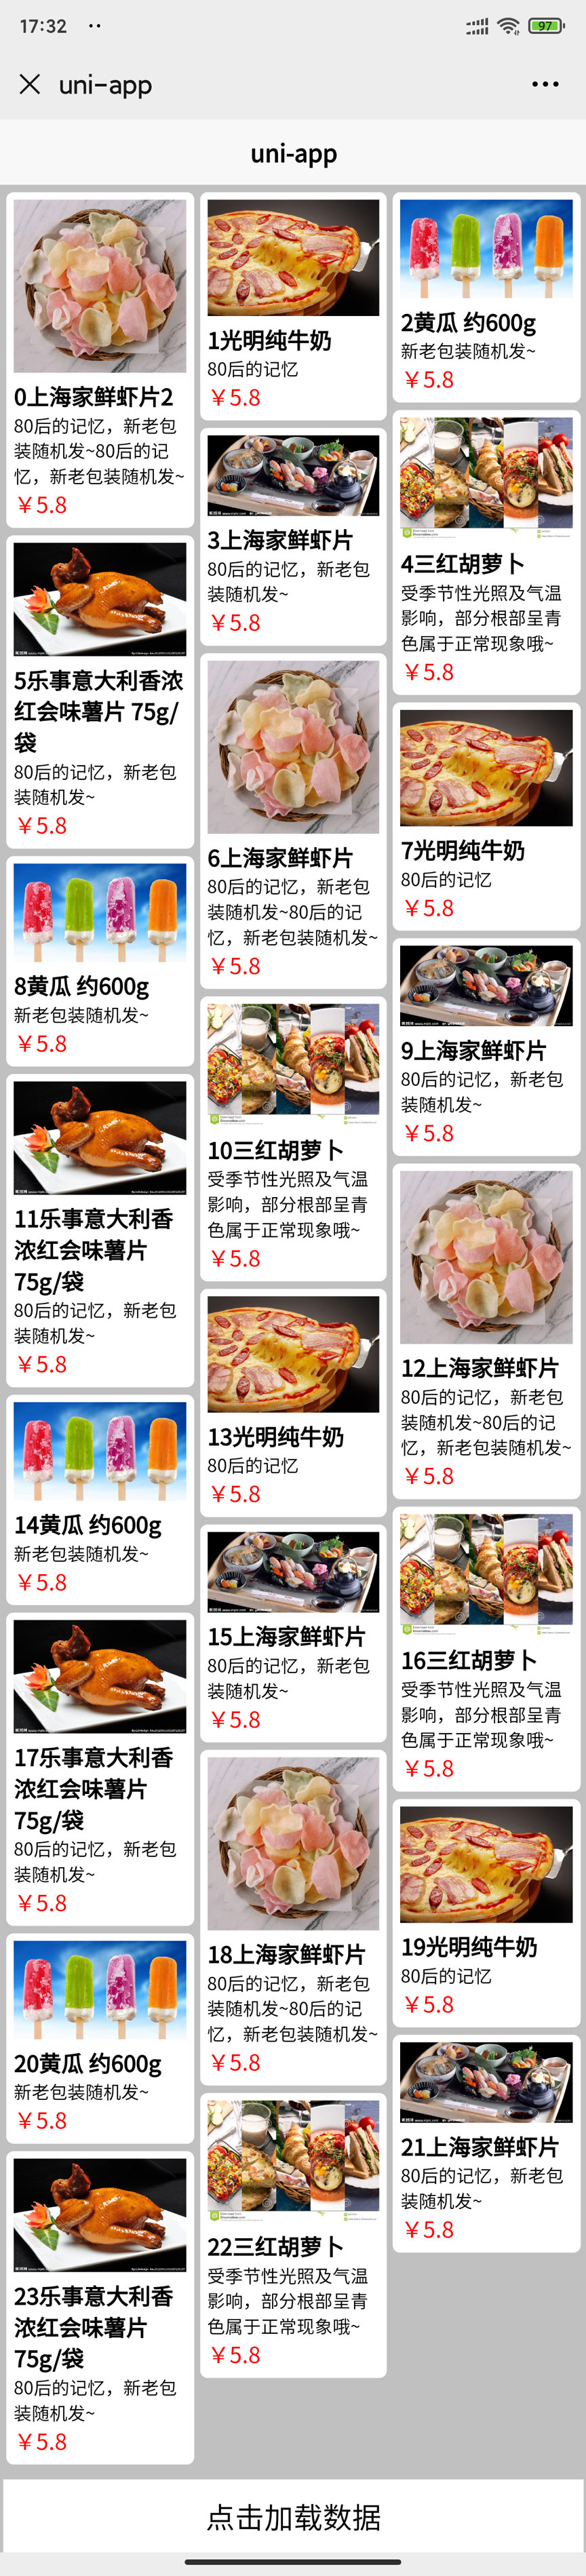 17:32
97
uni-app
uni-app
0上海家鲜虾片2
80后的记忆，新老包
装随机发~80后的记
忆，新老包装随机发~
￥5.8
5乐事意大利香浓
红会味薯片 75g/
袋
80后的记忆，新老包
装随机发~
￥5.8
8黄瓜 约600g
新老包装随机发~
￥5.8
11乐事意大利香
浓红会味薯片
75g/袋
80后的记忆，新老包
装随机发~
￥5.8
14黄瓜 约600g
新老包装随机发~
￥5.8
17乐事意大利香
浓红会味薯片
75g/袋
80后的记忆，新老包
装随机发~
￥5.8
20黄瓜 约600g
新老包装随机发~
￥5.8
23乐事意大利香
浓红会味薯片
75g/袋
80后的记忆，新老包
装随机发~
￥5.8
1光明纯牛奶
80后的记忆
￥5.8
3上海家鲜虾片
80后的记忆，新老包
装随机发~
￥5.8
6上海家鲜虾片
80后的记忆，新老包
装随机发~80后的记
忆，新老包装随机发~
￥5.8
10三红胡萝卜
受季节性光照及气温
影响，部分根部呈青
色属于正常现象哦~
￥5.8
13光明纯牛奶
80后的记忆
￥5.8
15上海家鲜虾片
80后的记忆，新老包
装随机发~
￥5.8
18上海家鲜虾片
80后的记忆，新老包
装随机发~80后的记
忆，新老包装随机发~
￥5.8
22三红胡萝卜
受季节性光照及气温
影响，部分根部呈青
色属于正常现象哦~
￥5.8
2黄瓜 约600g
新老包装随机发~
￥5.8
4三红胡萝卜
受季节性光照及气温
影响，部分根部呈青
色属于正常现象哦~
￥5.8
7光明纯牛奶
80后的记忆
￥5.8
9上海家鲜虾片
80后的记忆，新老包
装随机发~
￥5.8
12上海家鲜虾片
80后的记忆，新老包
装随机发~80后的记
忆，新老包装随机发~
￥5.8
16三红胡萝卜
受季节性光照及气温
影响，部分根部呈青
色属于正常现象哦~
￥5.8
19光明纯牛奶
80后的记忆
￥5.8
21上海家鲜虾片
80后的记忆，新老包
装随机发~
￥5.8
点击加载数据